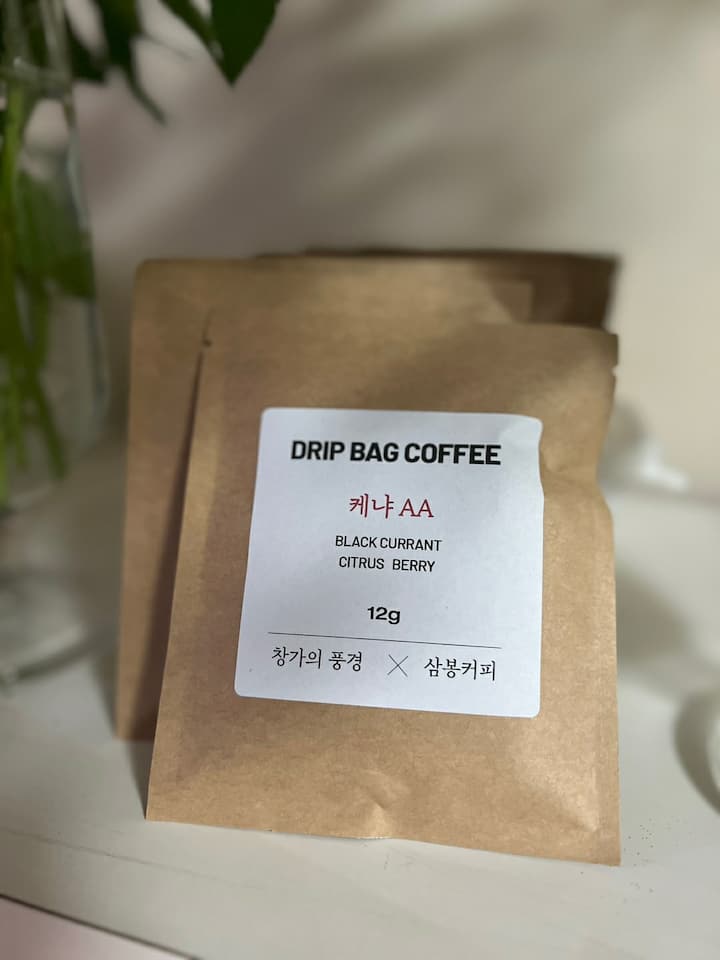 DRIP BAG COFFEE
케냐 AA
BLACK CURRANT
CITRUS BERRY
12g
창가의 풍경 × 삼봉커피